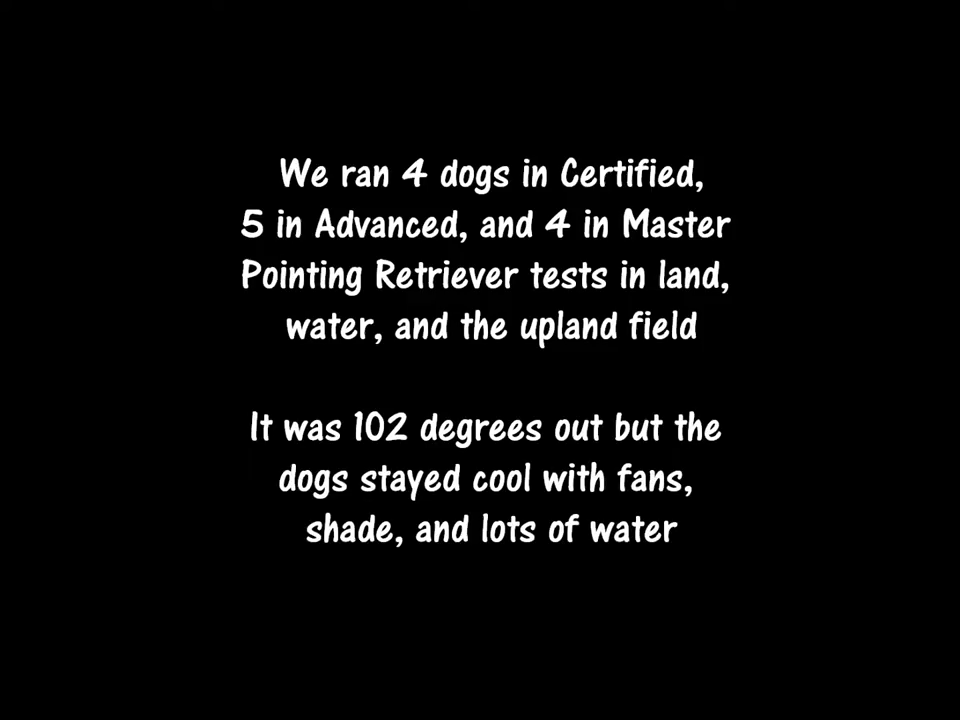 We ran 4 dogs in Certified,
5 in Advanced, and 4 in Master
Pointing Retriever tests in land,
water, and the upland field
It was 102 degrees out but the
dogs stayed cool with fans,
shade, and lots of water